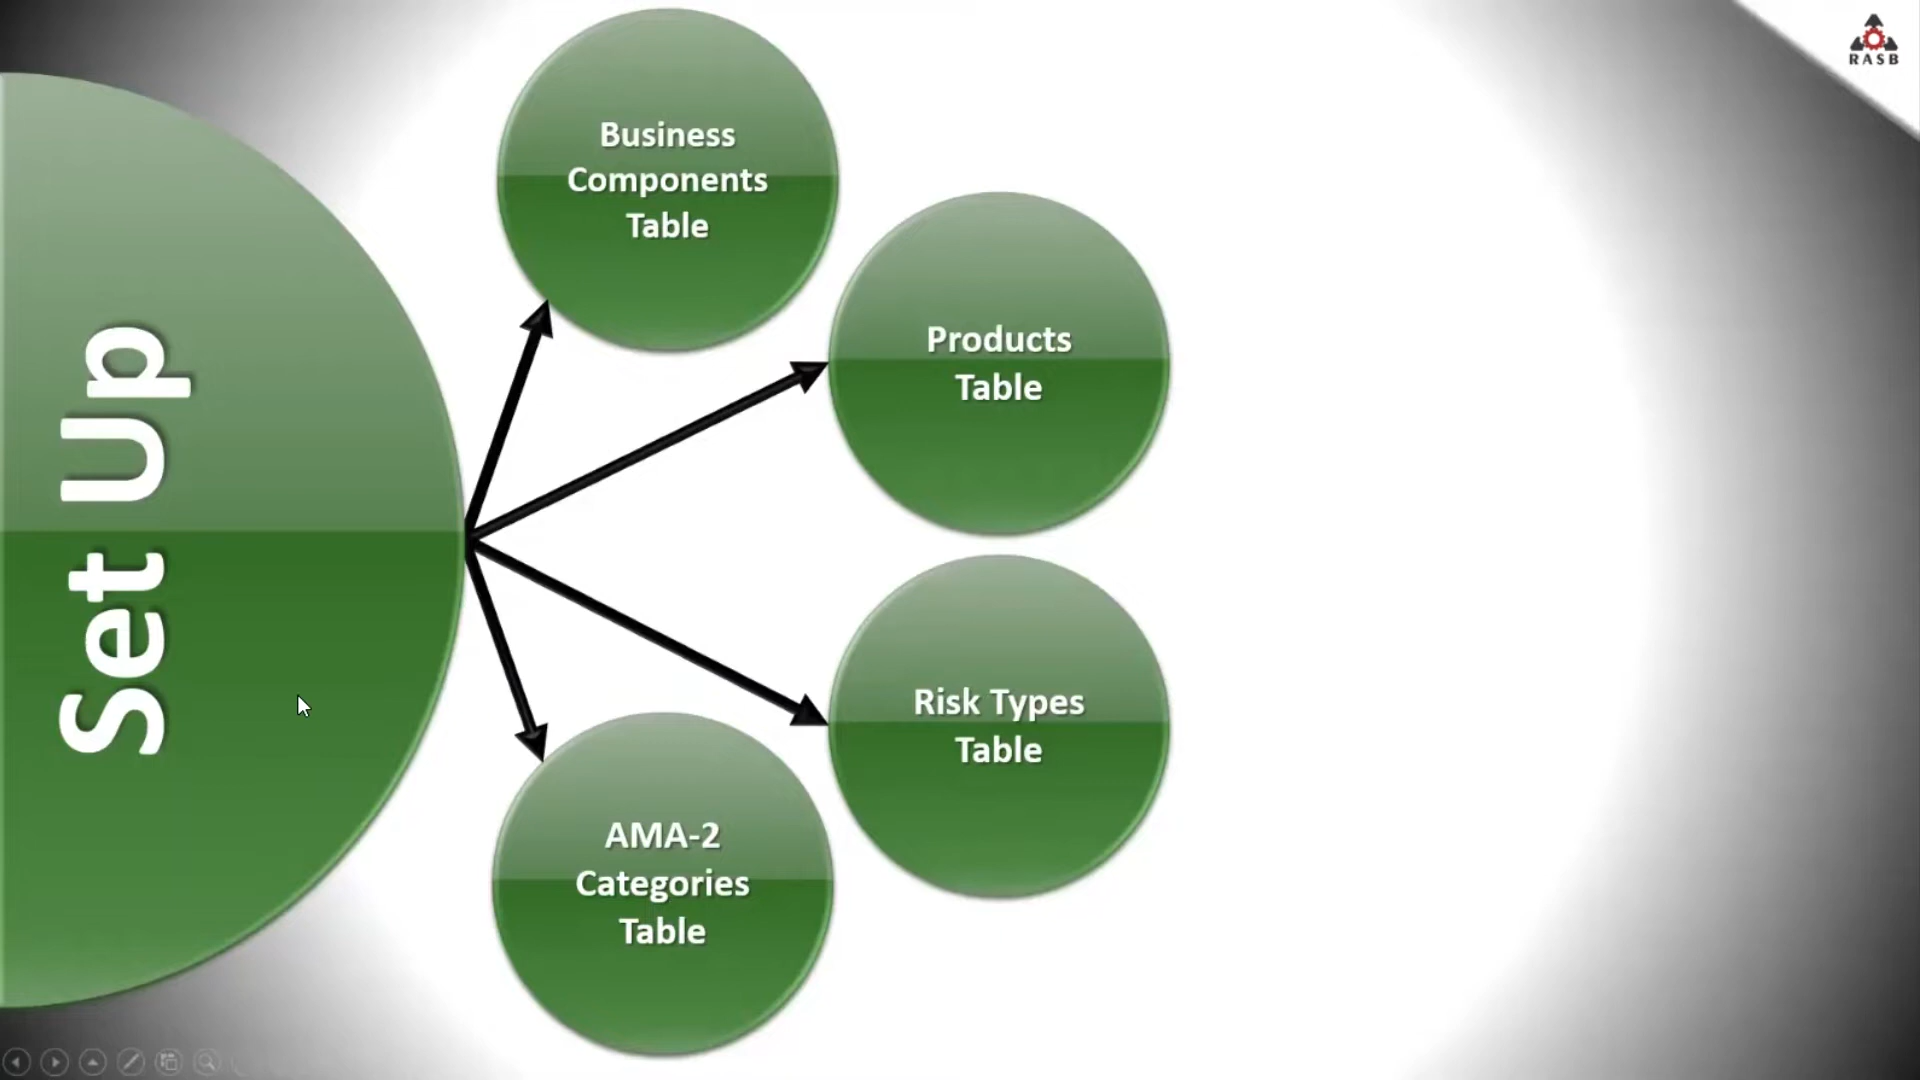 RASB
Set Up
Business
Components
Table
Products
Table
Risk Types
Table
AMA-2
Categories
Table